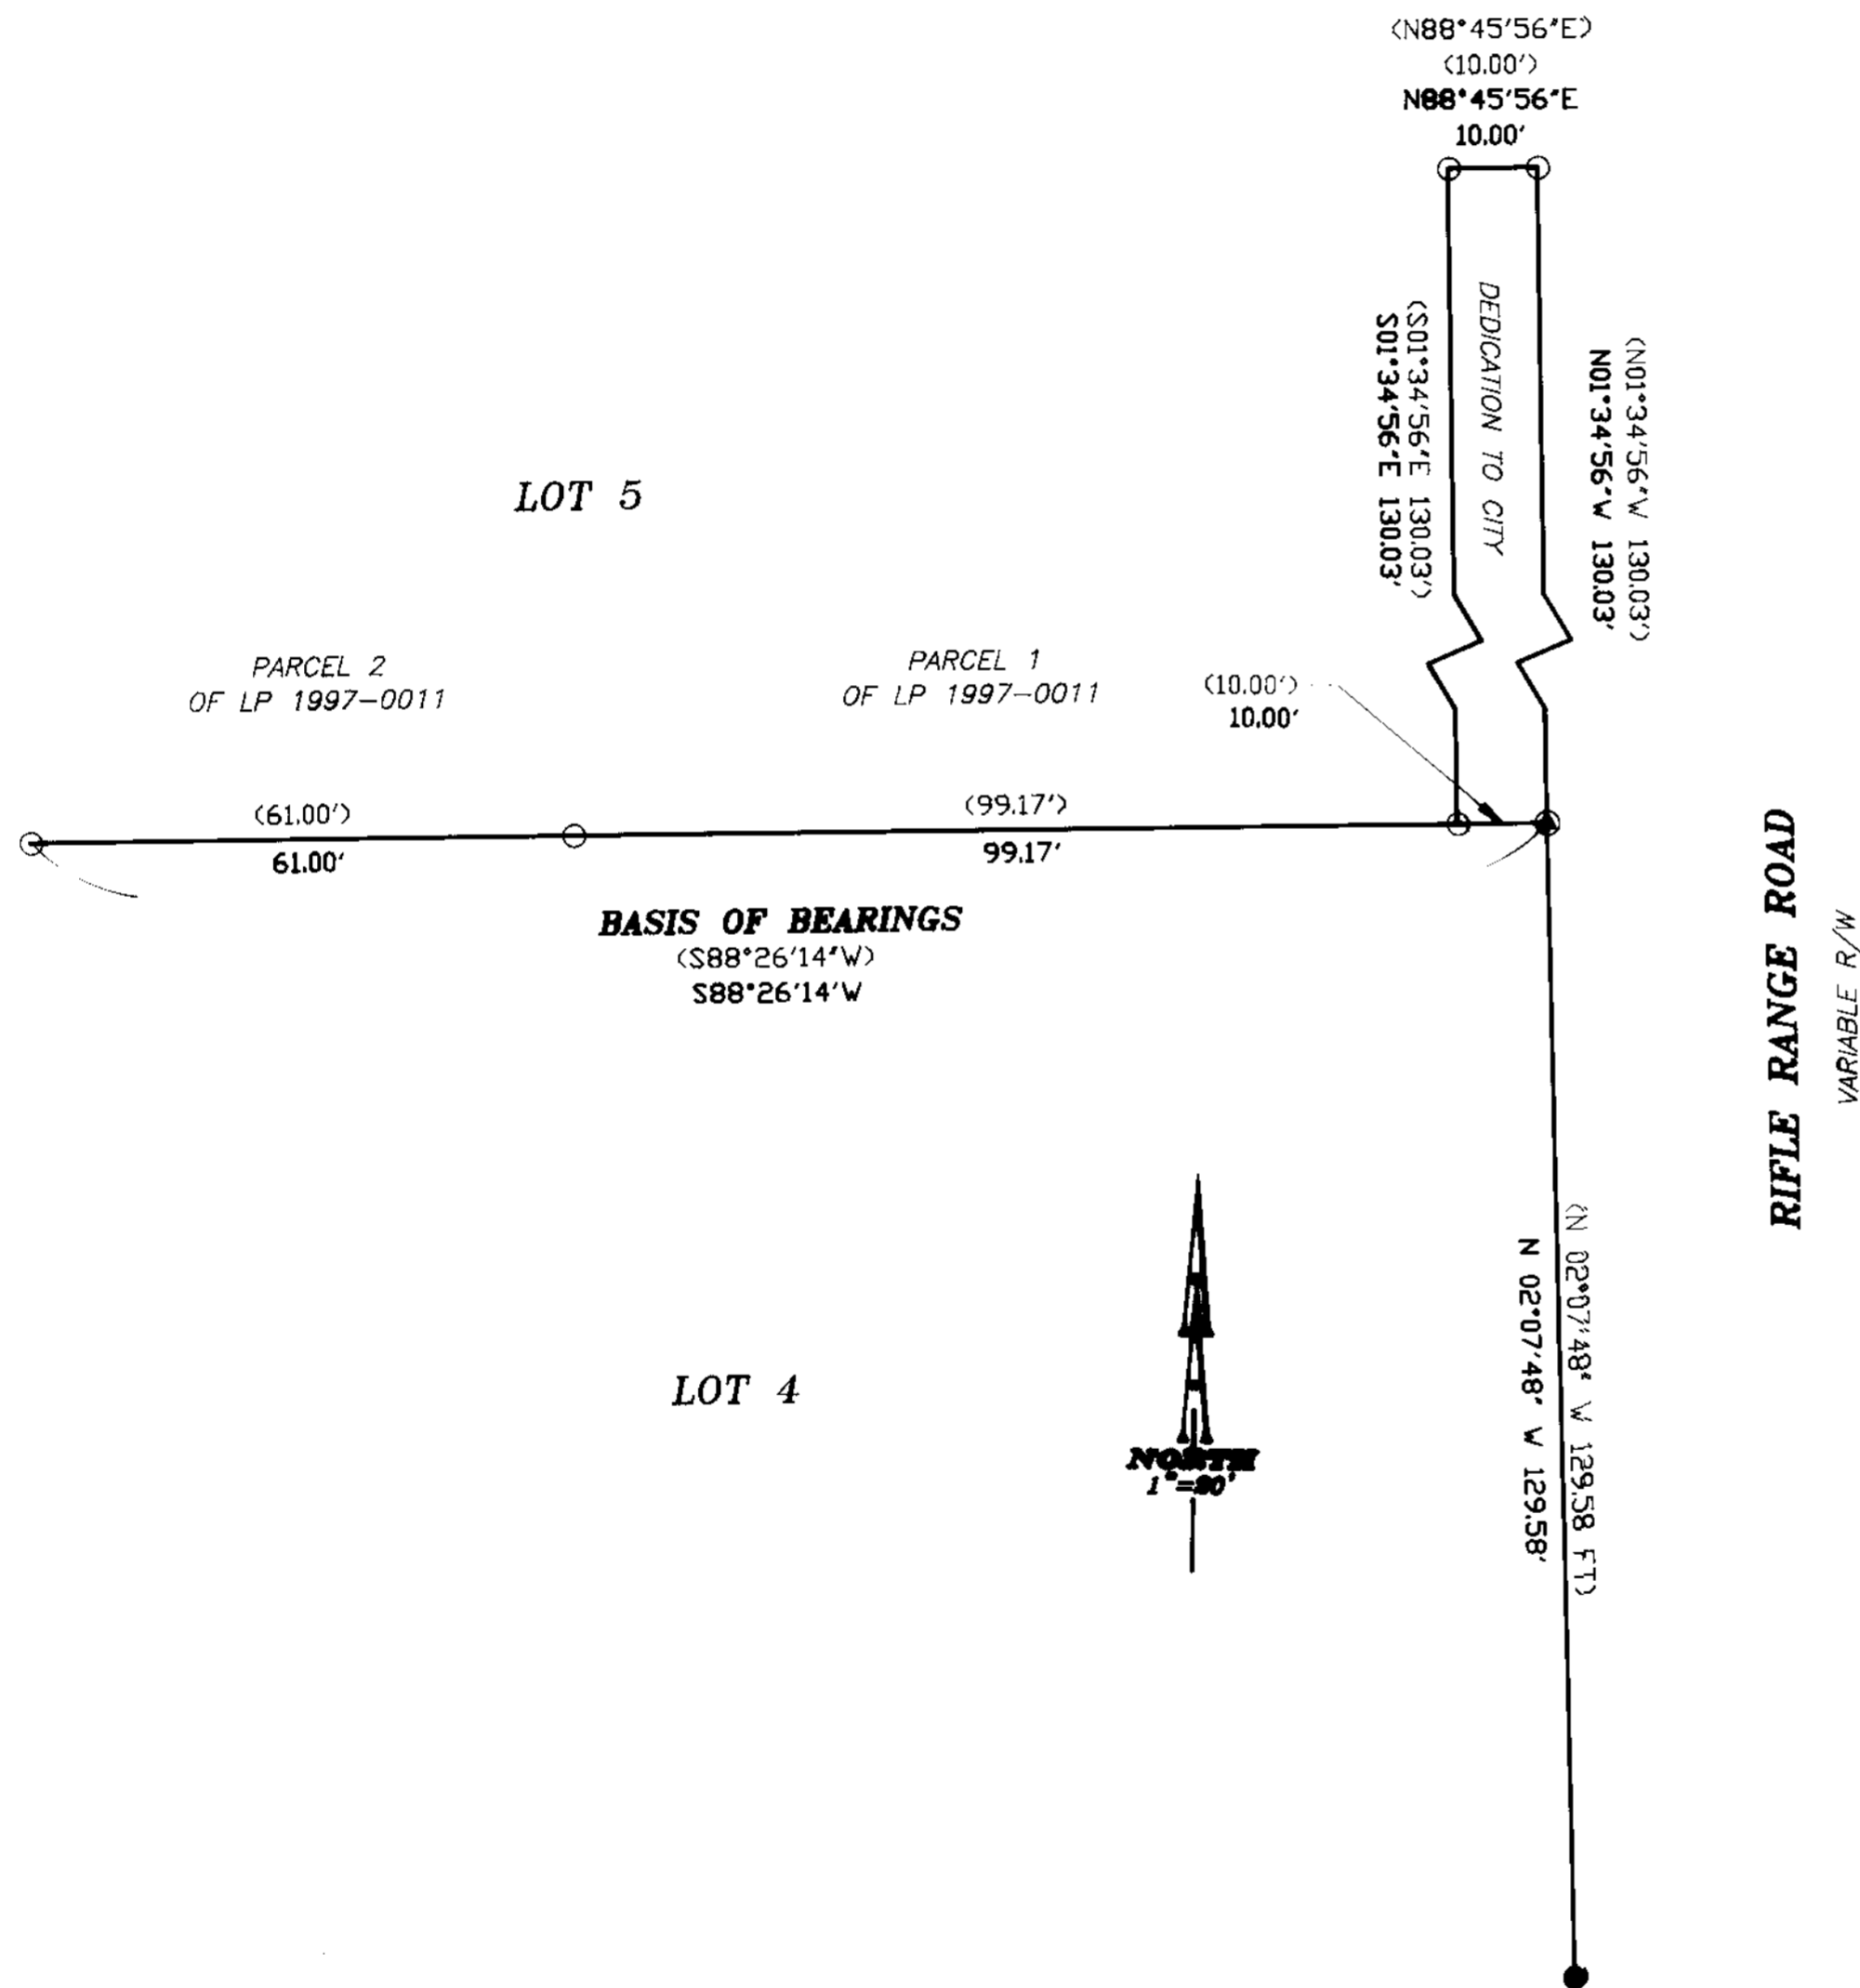 (N88°45'56"E)
(10.00')
N88°45'56"E
10.00'
(S01°34'56"E 130.03')
S01°34'56"E 130.03'
DEDICATION TO CITY
(N01°34'56"W 130.03')
N01°34'56"W 130.03'
LOT 5
PARCEL 2
OF LP 1997-0011
PARCEL 1
OF LP 1997-0011
(10.00')
10.00'
(61.00')
61.00'
(99.17')
99.17'
BASIS OF BEARINGS
(S88°26'14"W)
S88°26'14"W
RIFLE RANGE ROAD
VARIABLE R/W
(N 02°07'48" W 129.58 FT)
N 02°07'48" W 129.58'
LOT 4
NORTH
1"=20'